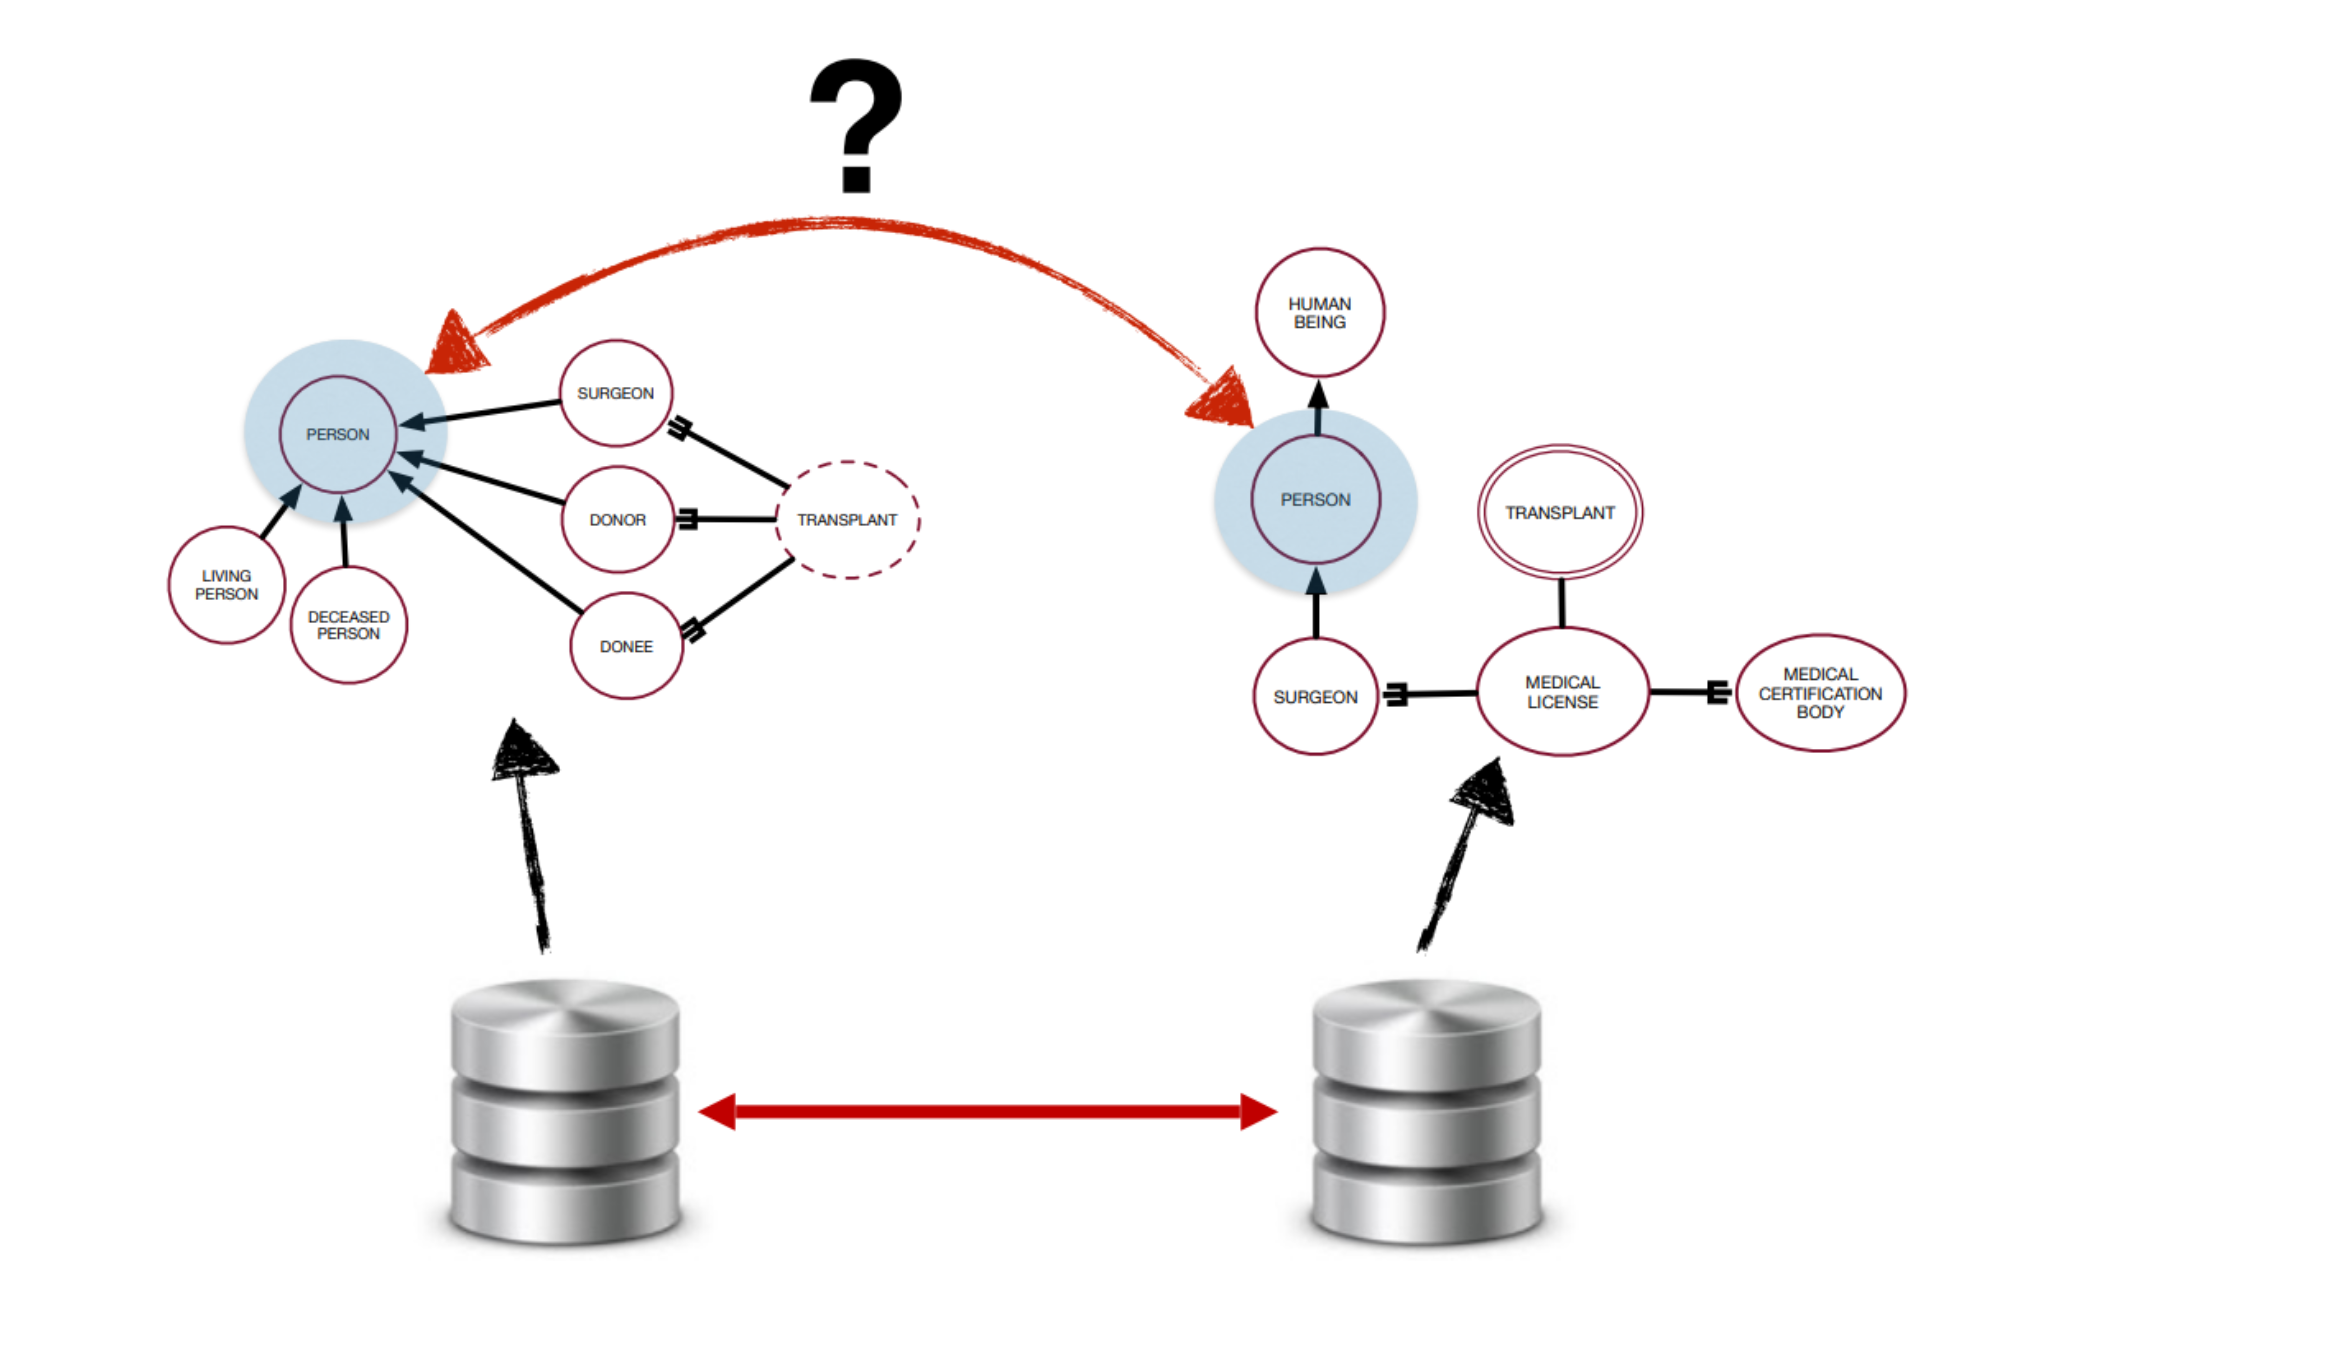 ?
HUMAN
BEING
SURGEON
PERSON
PERSON
TRANSPLANT
DONOR
TRANSPLANT
LIVING
PERSON
DECEASED
PERSON
DONEE
SURGEON
MEDICAL
LICENSE
MEDICAL
CERTIFICATION
BODY